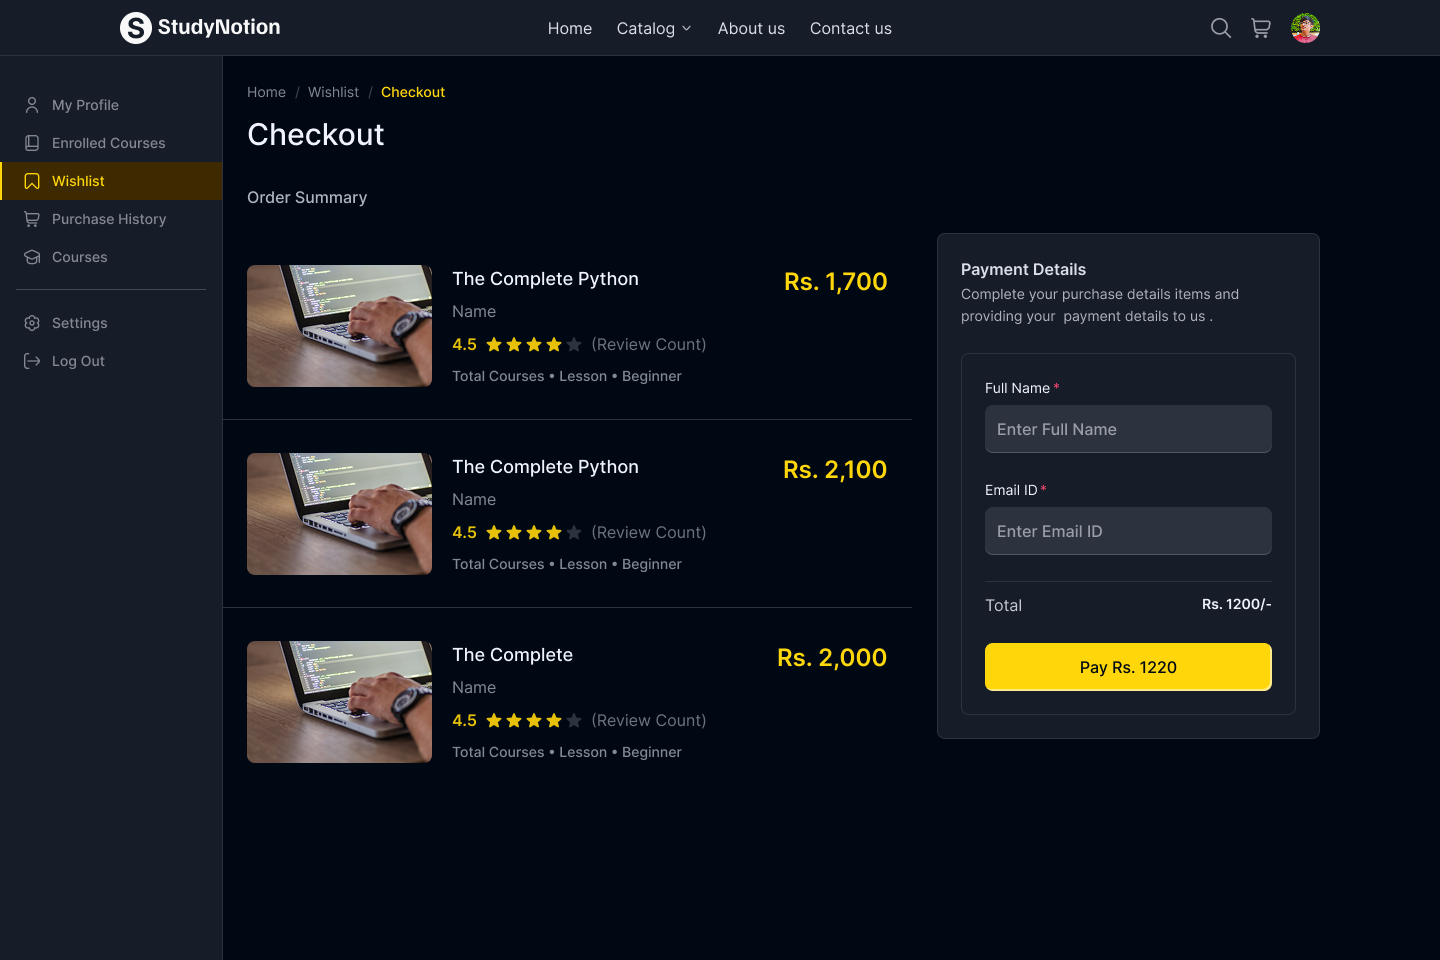 StudyNotion
Home Catalog About us Contact us
My Profile
Enrolled Courses
Wishlist
Purchase History
Courses
Settings
Log Out
Home / Wishlist / Checkout
Checkout
Order Summary
The Complete Python
Rs. 1,700
Name
4.5 (Review Count)
Total Courses • Lesson • Beginner
The Complete Python
Rs. 2,100
Name
4.5 (Review Count)
Total Courses • Lesson • Beginner
The Complete
Rs. 2,000
Name
4.5 (Review Count)
Total Courses • Lesson • Beginner
Payment Details
Complete your purchase details items and
providing your  payment details to us .
Full Name *
Enter Full Name
Email ID *
Enter Email ID
Total Rs. 1200/-
Pay Rs. 1220